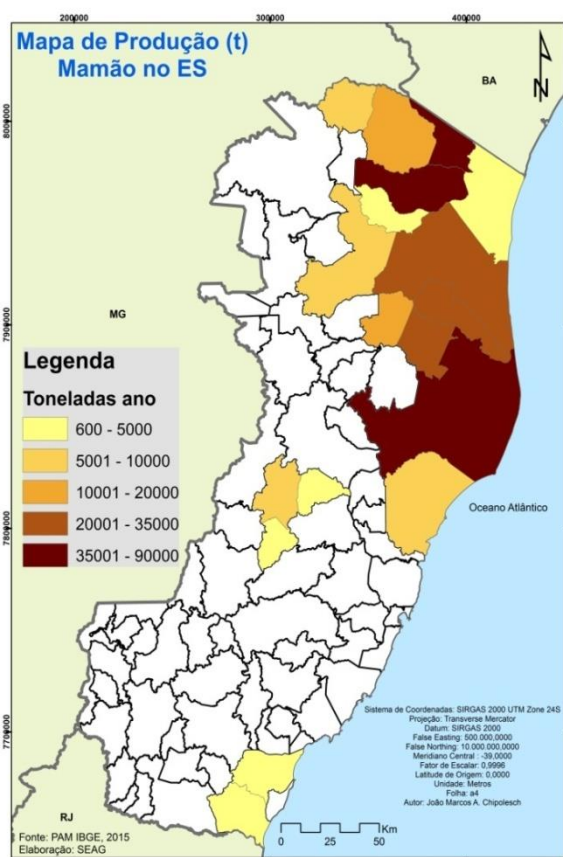 200000
300000
400000
Mapa de Produção (t)
Mamão no ES
N
BA
8000000
7900000
MG
Legenda
Toneladas ano
600 - 5000
5001 - 10000
10001 - 20000
20001 - 35000
35001 - 90000
Oceano Atlântico
7800000
7700000
Sistema de Coordenadas: SIRGAS 2000 UTM Zone 24S
Projeção: Transverse Mercator
Datum: SIRGAS 2000
False Easting: 500.000,0000
False Northing: 10.000.000,0000
Meridiano Central : -39,0000
Fator de Escalar: 0,9996
Latitude de Origem: 0,0000
Unidade: Metros
Folha: a4
Autor: João Marcos A. Chipolesch
RJ
Km
0 25 50
Fonte: PAM IBGE, 2015
Elaboração: SEAG